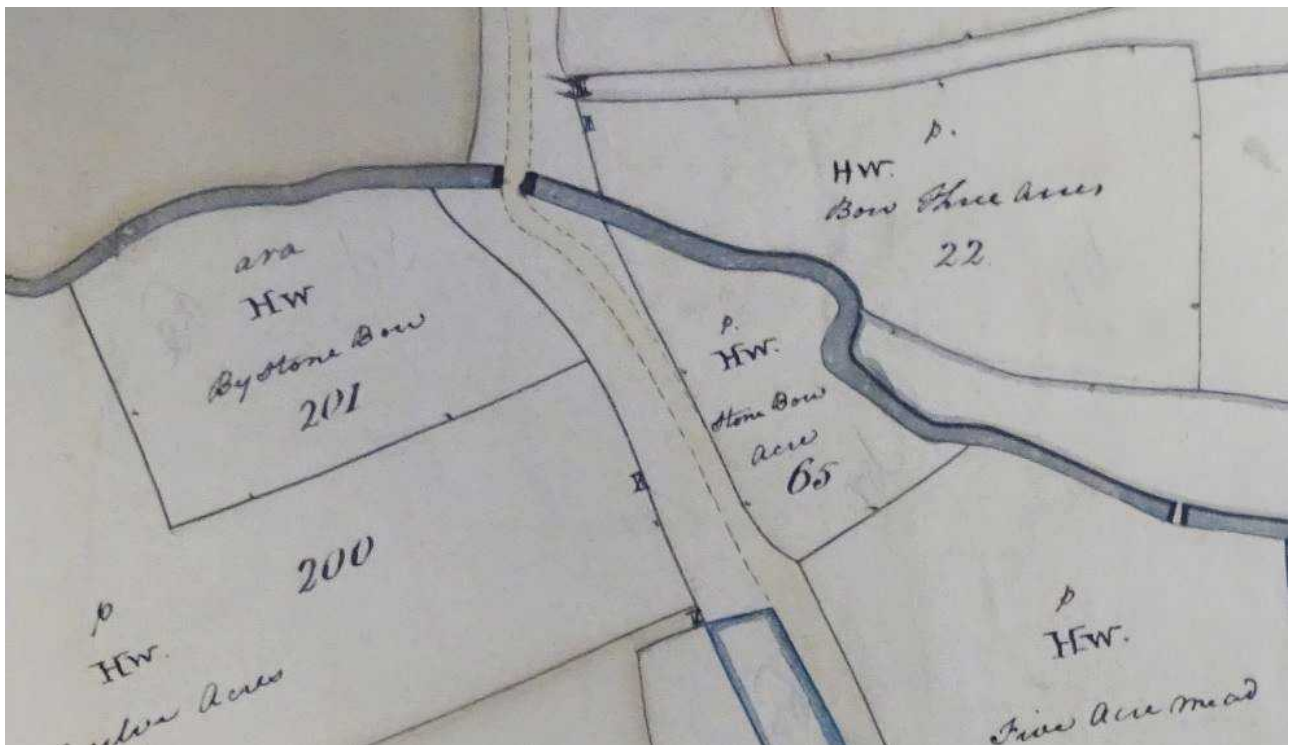 p.
HW.
Bow Three Acres
22
ara
HW
By Stone Bow
201
p.
HW.
Stone Bow
acre
65
200
p
HW.
Acres
p
HW.
Five Acre mead